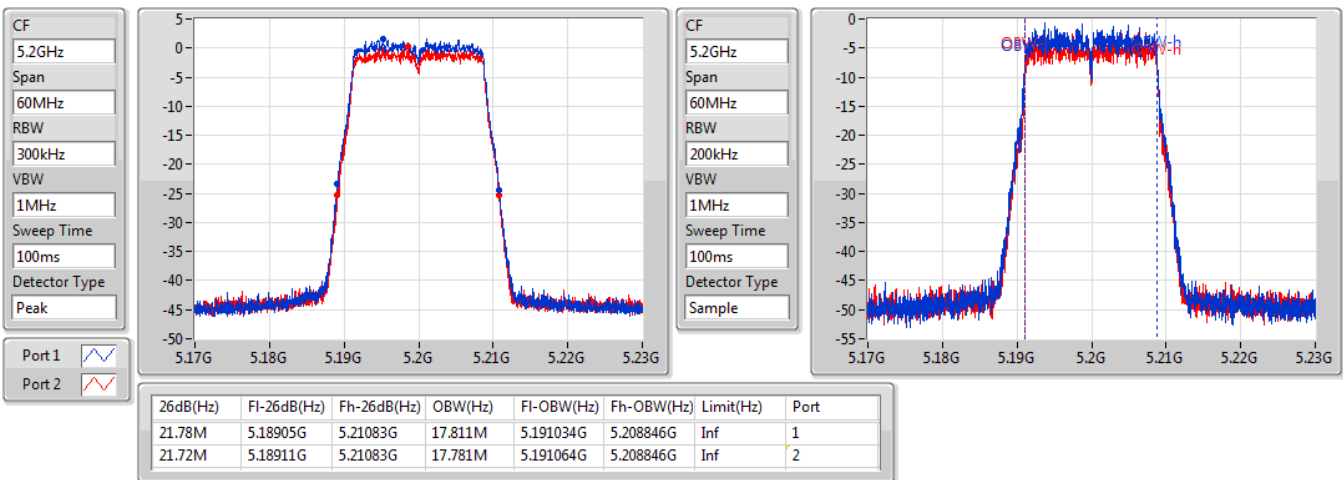 CF
5.2GHz
Span
60MHz
RBW
300kHz
VBW
1MHz
Sweep Time
100ms
Detector Type
Peak
Port 1
Port 2
5
0
-5
-10
-15
-20
-25
-30
-35
-40
-45
-50
5.17G 5.18G 5.19G 5.2G 5.21G 5.22G 5.23G
CF
5.2GHz
Span
60MHz
RBW
200kHz
VBW
1MHz
Sweep Time
100ms
Detector Type
Sample
0
-5
-10
-15
-20
-25
-30
-35
-40
-45
-50
-55
5.17G 5.18G 5.19G 5.2G 5.21G 5.22G 5.23G
26dB(Hz) Fl-26dB(Hz) Fh-26dB(Hz) OBW(Hz) Fl-OBW(Hz) Fh-OBW(Hz) Limit(Hz) Port
21.78M 5.18905G 5.21083G 17.811M 5.191034G 5.208846G Inf 1
21.72M 5.18911G 5.21083G 17.781M 5.191064G 5.208846G Inf 2